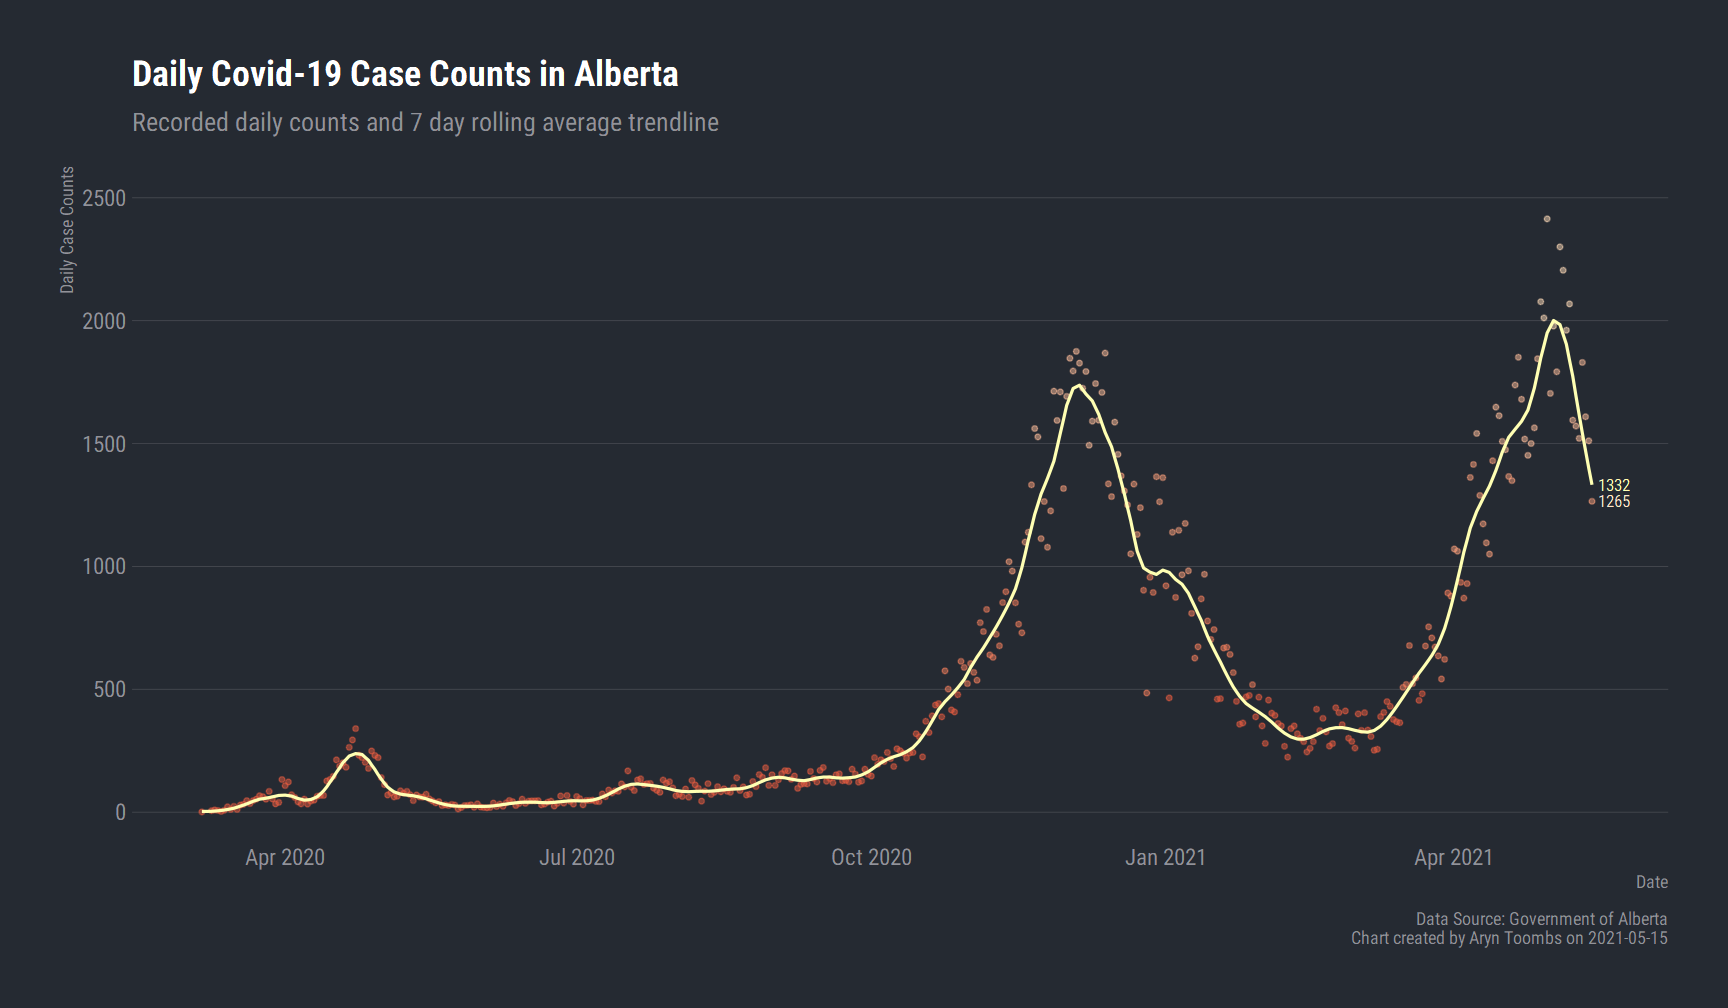 Daily Covid-19 Case Counts in Alberta
Recorded daily counts and 7 day rolling average trendline
Daily Case Counts
2500
2000
1500
1000
500
0
1332
1265
Apr 2020
Jul 2020
Oct 2020
Jan 2021
Apr 2021
Date
Data Source: Government of Alberta
Chart created by Aryn Toombs on 2021-05-15